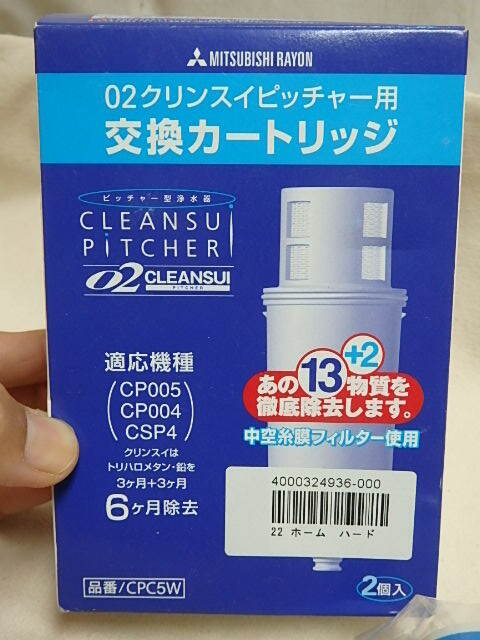 MITSUBISHI RAYON
O2クリンスイピッチャー用
交換カートリッジ
ピッチャー型浄水器
CLEANSUI
PiTCHER
O2 CLEANSUI
PITCHER
適応機種
CP005
CP004
CSP4
クリンスイは
トリハロメタン・鉛を
3ヶ月+3ヶ月
6ヶ月除去
品番/CPC5W
あの13+2物質を
徹底除去します。
中空糸膜フィルター使用
4000324936-000
22 ホーム ハード
2個入